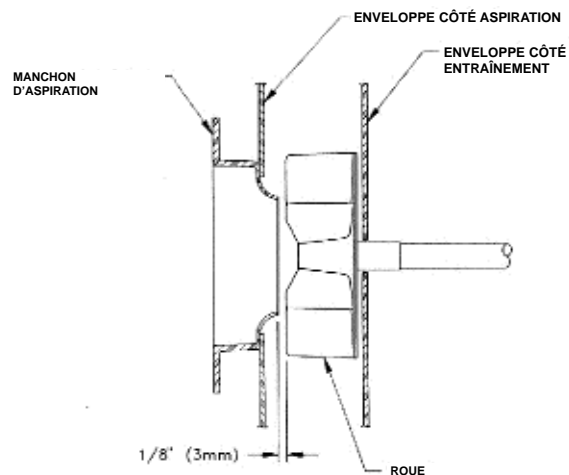 ENVELOPPE CÔTÉ ASPIRATION
ENVELOPPE CÔTÉ
ENTRAÎNEMENT
MANCHON
D'ASPIRATION
1/8" (3mm)
ROUE